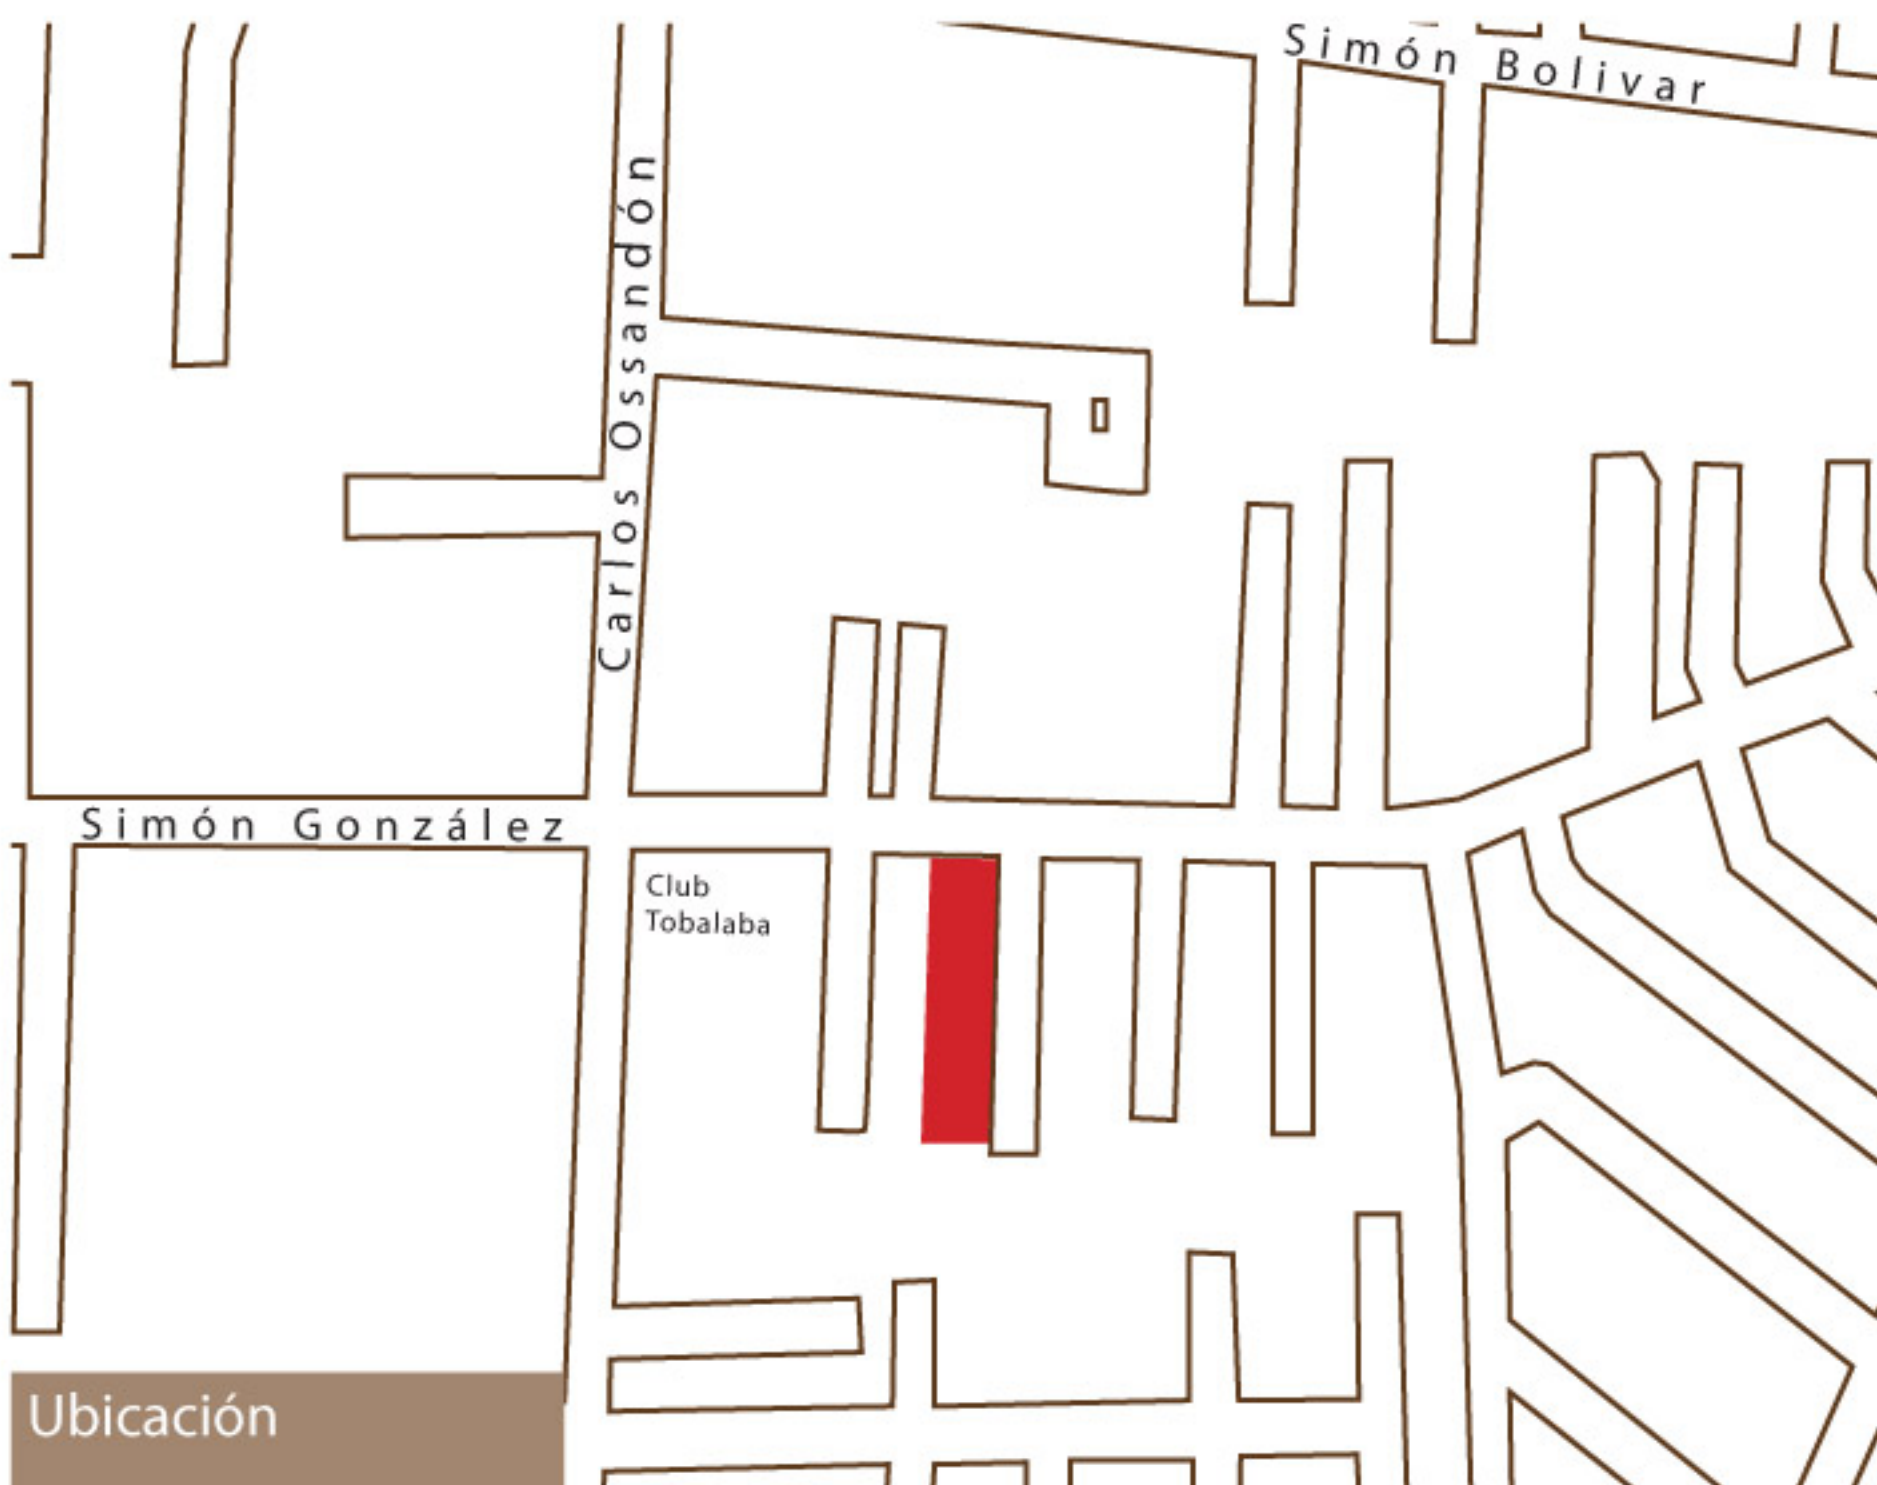 Simón Bolivar
Carlos Ossandón
Simón González
Club
Tobalaba
Ubicación